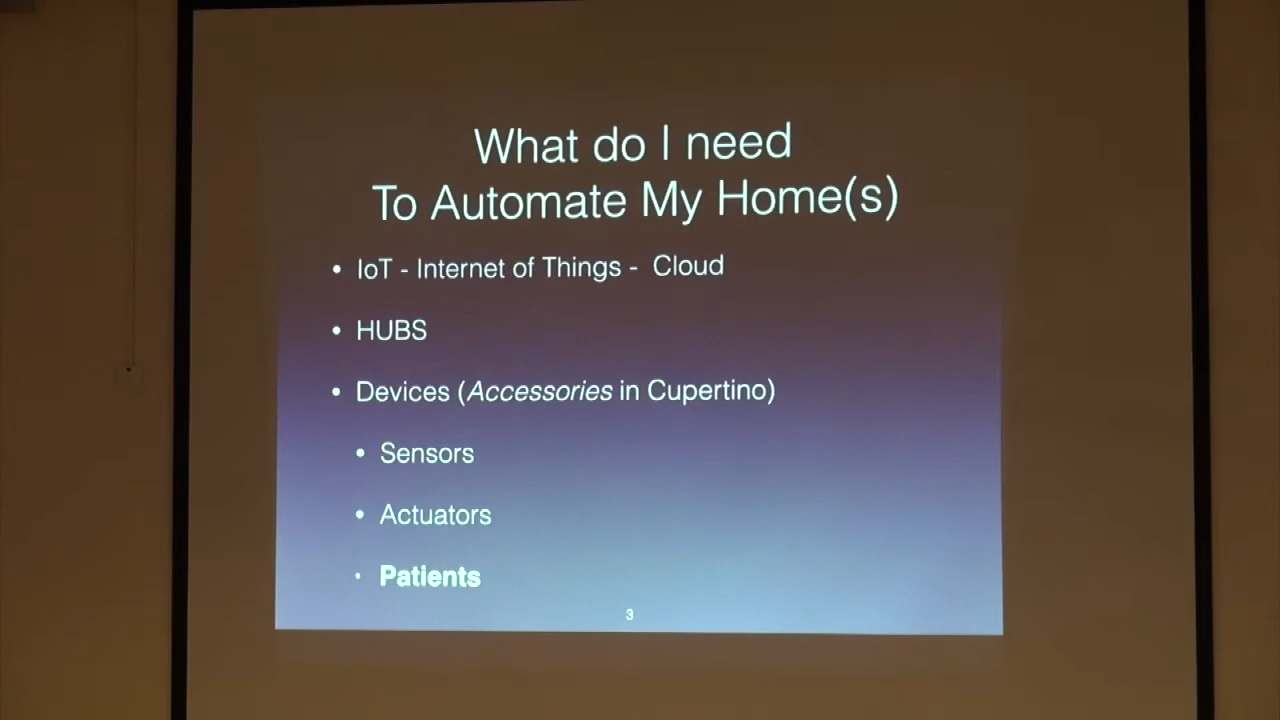 What do I need
To Automate My Home(s)
• IoT - Internet of Things - Cloud
• HUBS
• Devices (Accessories in Cupertino)
• Sensors
• Actuators
• Patients
3